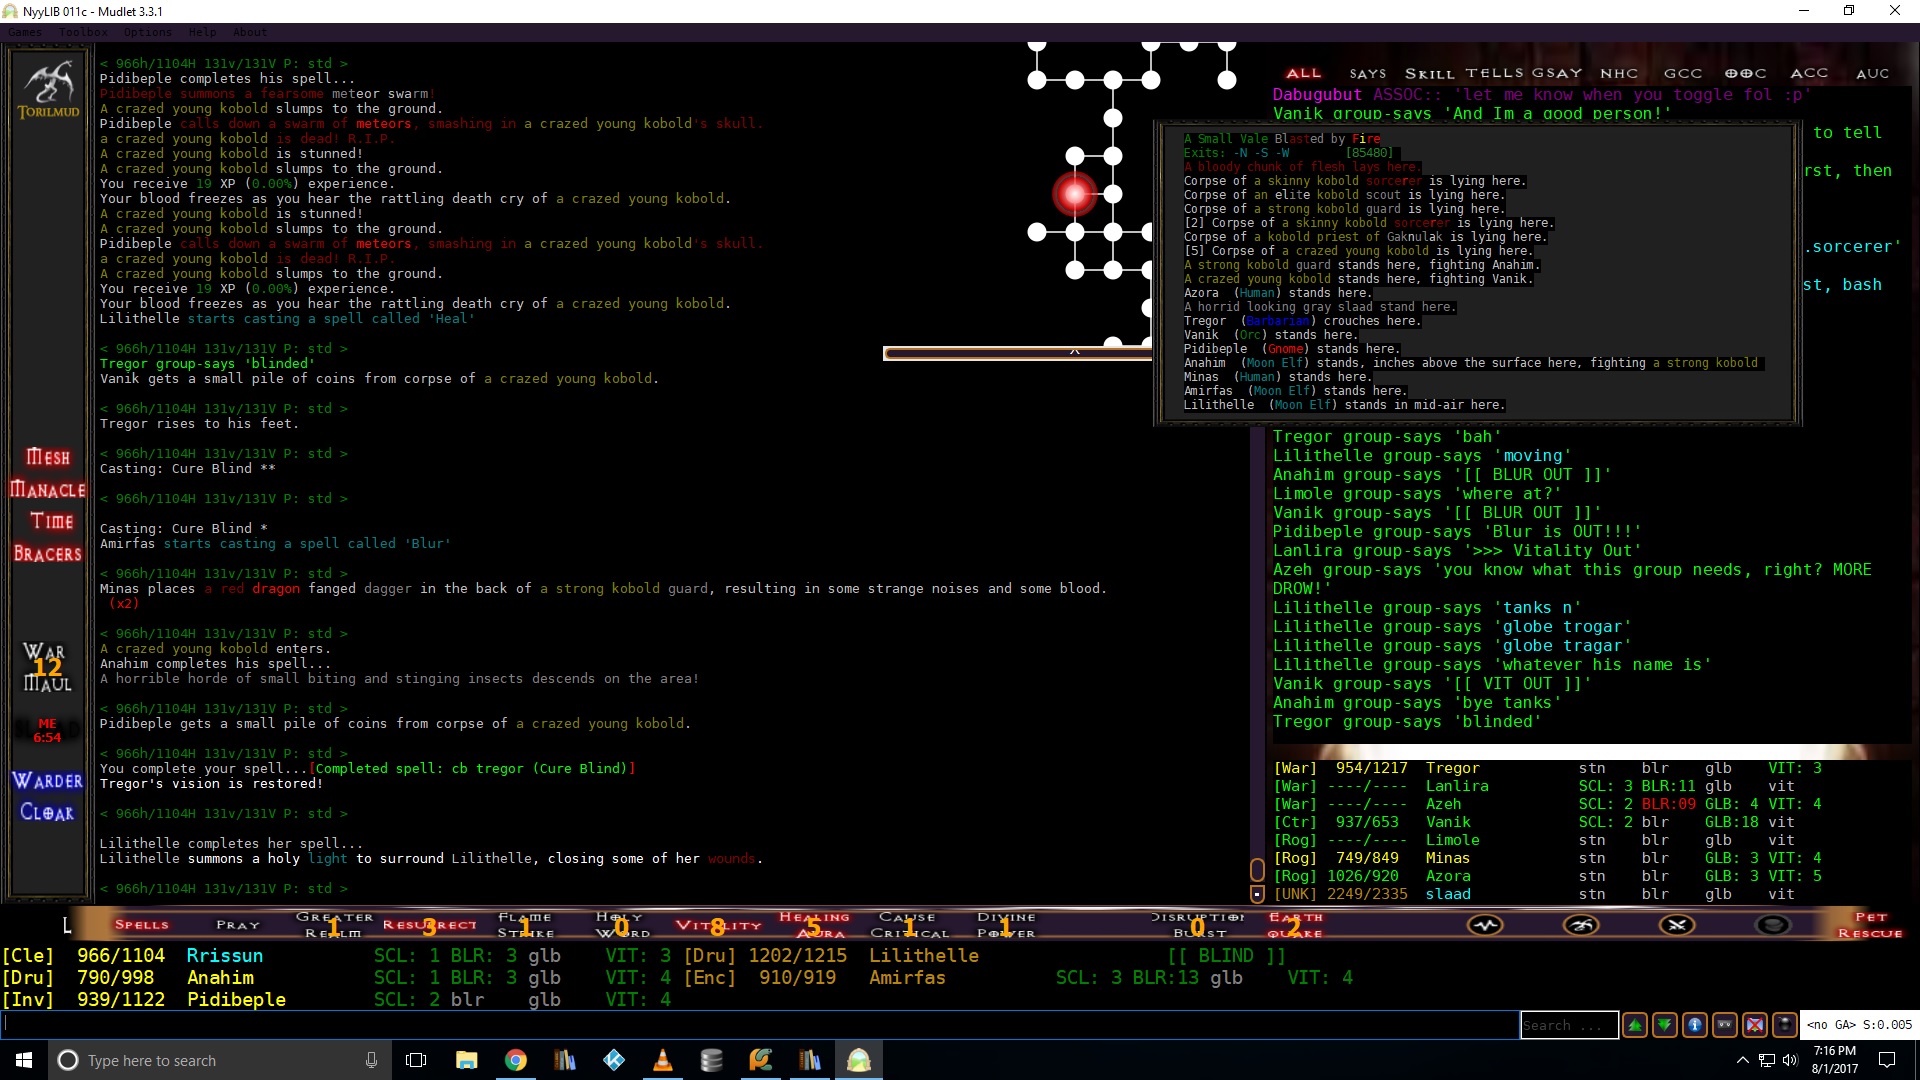 NyyLIB 011c - Mudlet 3.3.1
Games Toolbox Options Help About
TORILMUD
MESH
MANACLE
TIME
BRACERS
WAR
12
MAUL
ME
6:54
WARDER
CLOAK
< 966h/1104H 131v/131V P: std >
Pidibeple completes his spell...
Pidibeple summons a fearsome meteor swarm!
A crazed young kobold slumps to the ground.
Pidibeple calls down a swarm of meteors, smashing in a crazed young kobold's skull.
a crazed young kobold is dead! R.I.P.
A crazed young kobold is stunned!
A crazed young kobold slumps to the ground.
You receive 19 XP (0.00%) experience.
Your blood freezes as you hear the rattling death cry of a crazed young kobold.
A crazed young kobold is stunned!
A crazed young kobold slumps to the ground.
Pidibeple calls down a swarm of meteors, smashing in a crazed young kobold's skull.
a crazed young kobold is dead! R.I.P.
A crazed young kobold slumps to the ground.
You receive 19 XP (0.00%) experience.
Your blood freezes as you hear the rattling death cry of a crazed young kobold.
Lilithelle starts casting a spell called 'Heal'
< 966h/1104H 131v/131V P: std >
Tregor group-says 'blinded'
Vanik gets a small pile of coins from corpse of a crazed young kobold.
< 966h/1104H 131v/131V P: std >
Tregor rises to his feet.
< 966h/1104H 131v/131V P: std >
Casting: Cure Blind **
< 966h/1104H 131v/131V P: std >
Casting: Cure Blind *
Amirfas starts casting a spell called 'Blur'
< 966h/1104H 131v/131V P: std >
Minas places a red dragon fanged dagger in the back of a strong kobold guard, resulting in some strange noises and some blood.
(x2)
< 966h/1104H 131v/131V P: std >
A crazed young kobold enters.
Anahim completes his spell...
A horrible horde of small biting and stinging insects descends on the area!
< 966h/1104H 131v/131V P: std >
Pidibeple gets a small pile of coins from corpse of a crazed young kobold.
< 966h/1104H 131v/131V P: std >
You complete your spell...[Completed spell: cb tregor (Cure Blind)]
Tregor's vision is restored!
< 966h/1104H 131v/131V P: std >
Lilithelle completes her spell...
Lilithelle summons a holy light to surround Lilithelle, closing some of her wounds.
< 966h/1104H 131v/131V P: std >
^
ALL SAYS SKILL TELLS GSAY NHC GCC OOC ACC AUC
Dabugubut ASSOC:: 'let me know when you toggle fol :p'
Vanik group-says 'And Im a good person!'
to tell
rst, then
.sorcerer'
st, bash
A Small Vale Blasted by Fire
Exits: -N -S -W [85480]
A bloody chunk of flesh lays here.
Corpse of a skinny kobold sorcerer is lying here.
Corpse of an elite kobold scout is lying here.
Corpse of a strong kobold guard is lying here.
[2] Corpse of a skinny kobold sorcerer is lying here.
Corpse of a kobold priest of Gaknulak is lying here.
[5] Corpse of a crazed young kobold is lying here.
A strong kobold guard stands here, fighting Anahim.
A crazed young kobold stands here, fighting Vanik.
Azora (Human) stands here.
A horrid looking gray slaad stand here.
Tregor (Barbarian) crouches here.
Vanik (Orc) stands here.
Pidibeple (Gnome) stands here.
Anahim (Moon Elf) stands, inches above the surface here, fighting a strong kobold
Minas (Human) stands here.
Amirfas (Moon Elf) stands here.
Lilithelle (Moon Elf) stands in mid-air here.
Tregor group-says 'bah'
Lilithelle group-says 'moving'
Anahim group-says '[[ BLUR OUT ]]'
Limole group-says 'where at?'
Vanik group-says '[[ BLUR OUT ]]'
Pidibeple group-says 'Blur is OUT!!!'
Lanlira group-says '>>> Vitality Out'
Azeh group-says 'you know what this group needs, right? MORE
DROW!'
Lilithelle group-says 'tanks n'
Lilithelle group-says 'globe trogar'
Lilithelle group-says 'globe tragar'
Lilithelle group-says 'whatever his name is'
Vanik group-says '[[ VIT OUT ]]'
Anahim group-says 'bye tanks'
Tregor group-says 'blinded'
[War] 954/1217 Tregor stn blr glb VIT: 3
[War] ----/---- Lanlira SCL: 3 BLR:11 glb vit
[War] ----/---- Azeh SCL: 2 BLR:09 GLB: 4 VIT: 4
[Ctr] 937/653 Vanik SCL: 2 blr GLB:18 vit
[Rog] ----/---- Limole stn blr glb vit
[Rog] 749/849 Minas stn blr GLB: 3 VIT: 4
[Rog] 1026/920 Azora stn blr GLB: 3 VIT: 5
[UNK] 2249/2335 slaad stn blr glb vit
SPELLS PRAY GREATER REALM 1 RESURRECT 3 FLAME STRIKE 1 HOLY WORD 0 VITALITY 8 HEALING AURA 5 CAUSE CRITICAL 1 DIVINE POWER 1 DISRUPTION BURST 0 EARTH QUAKE 2 PET RESCUE
[Cle] 966/1104 Rrissun SCL: 1 BLR: 3 glb VIT: 3 [Dru] 1202/1215 Lilithelle [[ BLIND ]]
[Dru] 790/998 Anahim SCL: 1 BLR: 3 glb VIT: 4 [Enc] 910/919 Amirfas SCL: 3 BLR:13 glb VIT: 4
[Inv] 939/1122 Pidibeple SCL: 2 blr glb VIT: 4
Search ...
<no GA> S:0.005
Type here to search
7:16 PM
8/1/2017